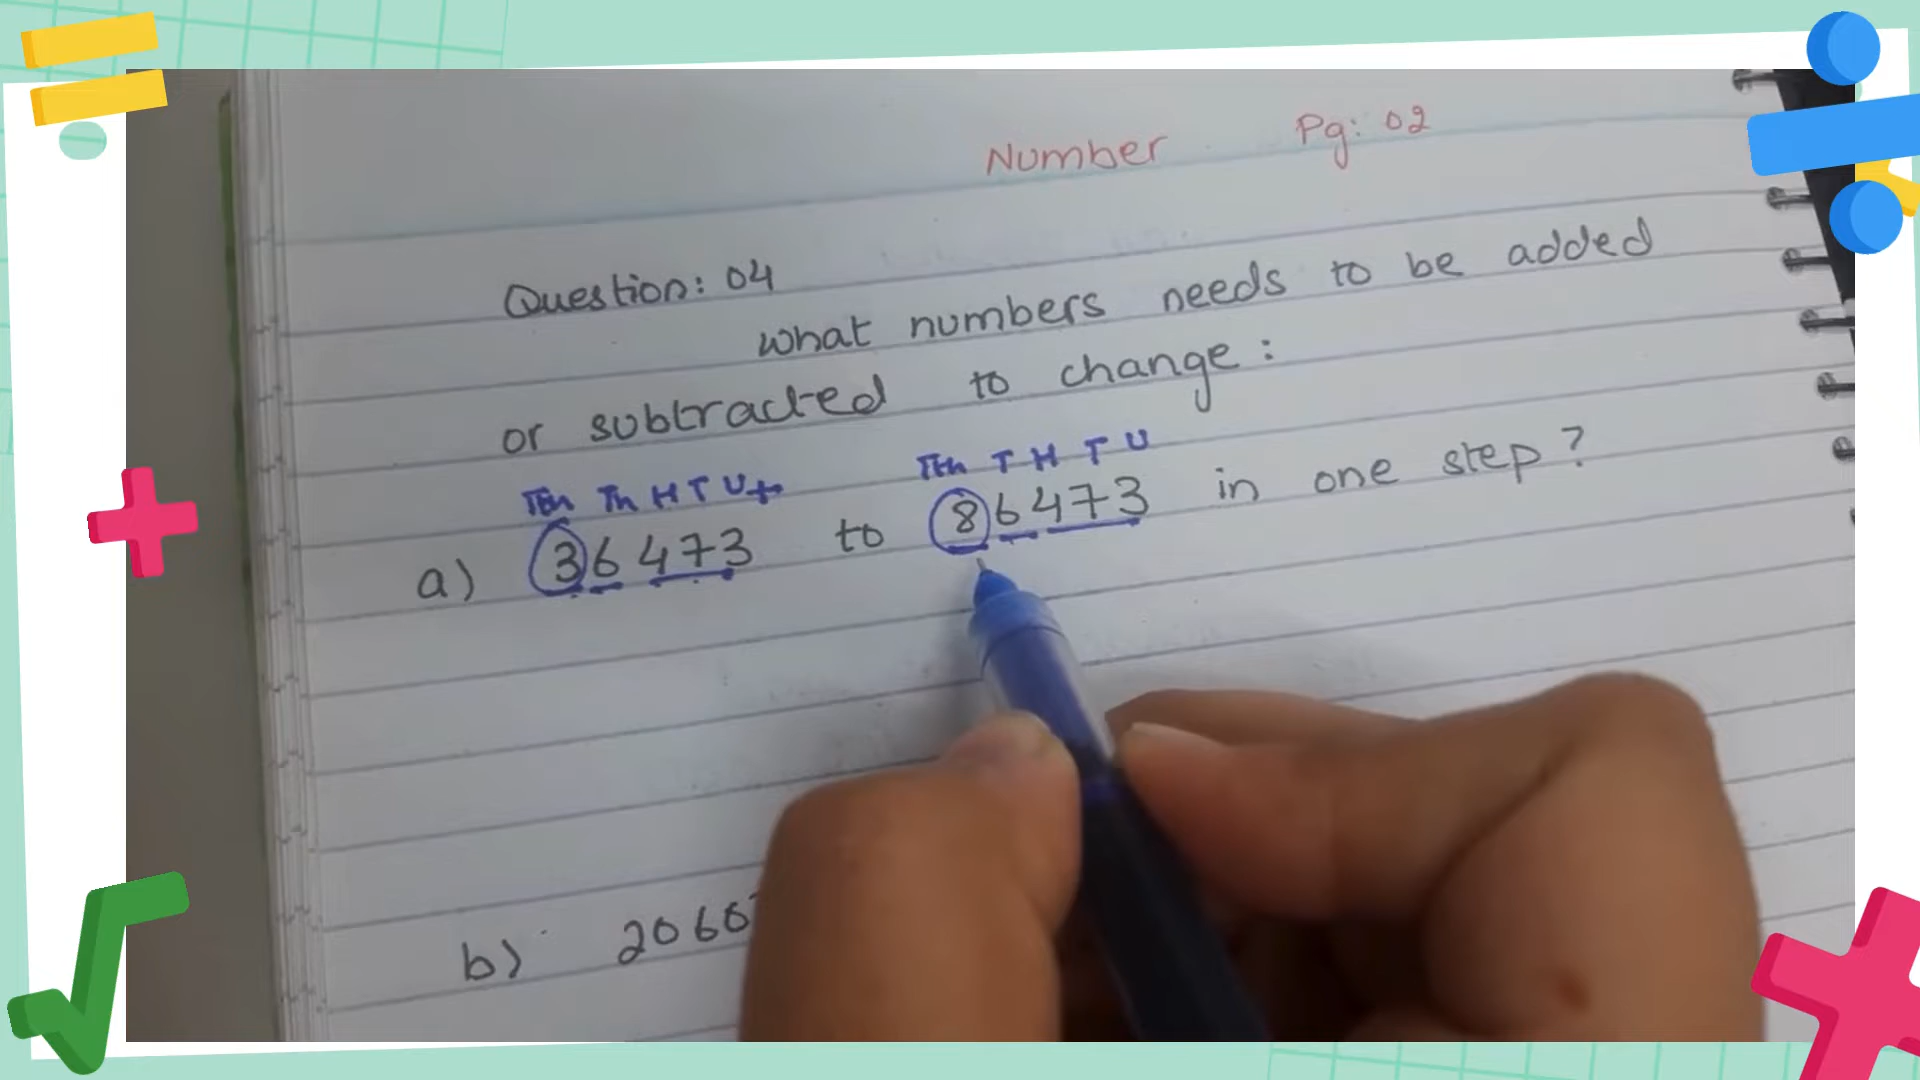 Number Pg: 02
Question: 04
What numbers needs to be added
or subtracted to change:
TTh Th H T U TTh T H T U
a) 36473 to 86473 in one step?
b) 2060